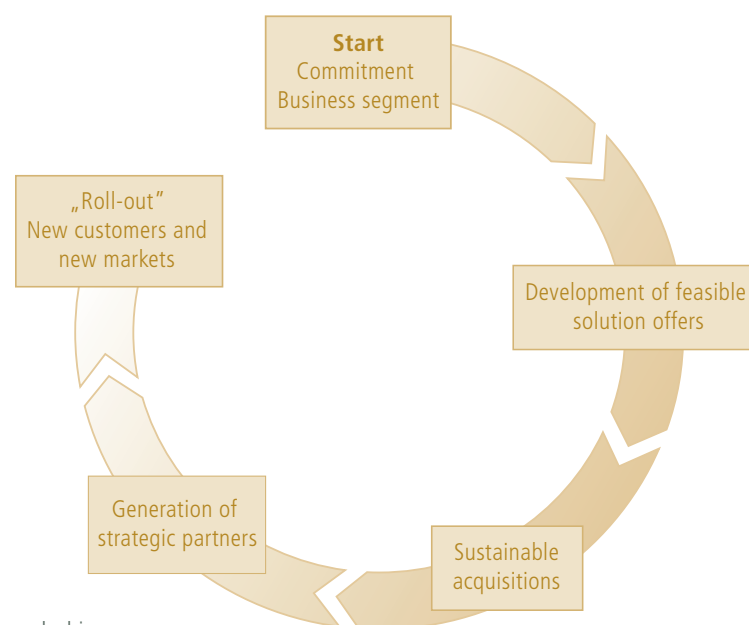 Start
Commitment
Business segment
„Roll-out”
New customers and
new markets
Development of feasible
solution offers
Generation of
strategic partners
Sustainable
acquisitions